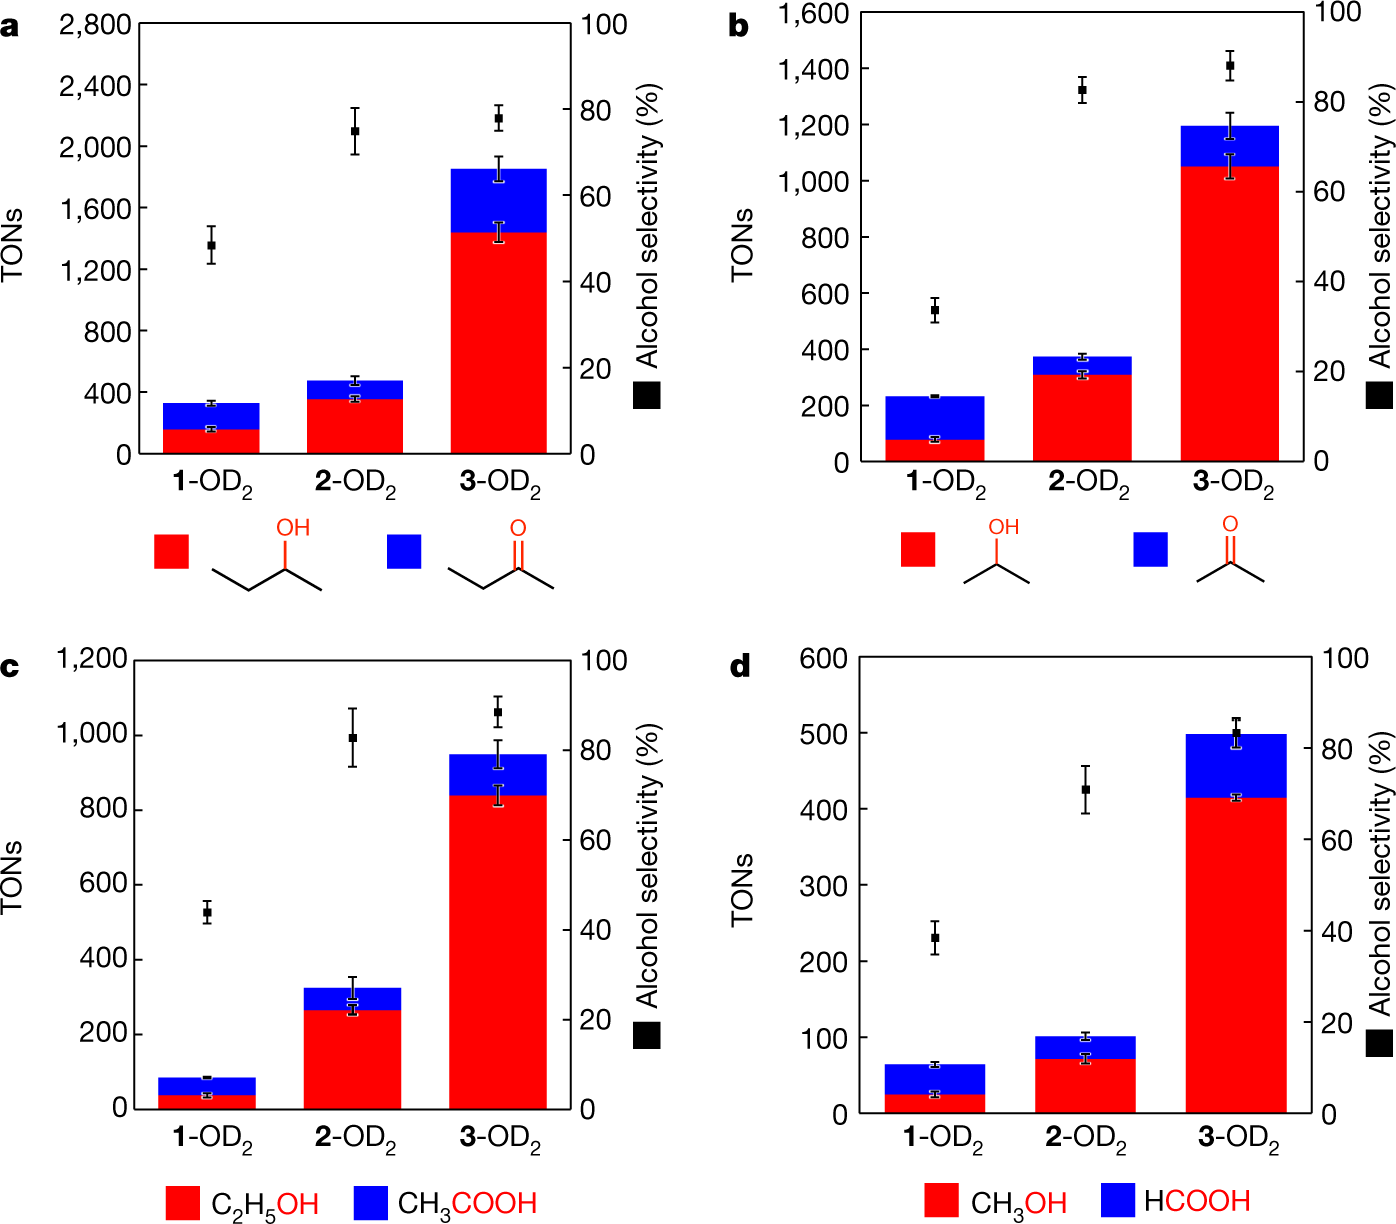 a
2,800
2,400
2,000
1,600
1,200
800
400
0
TONs
100
80
60
40
20
0
Alcohol selectivity (%)
1-OD2 2-OD2 3-OD2
OH O
b
1,600
1,400
1,200
1,000
800
600
400
200
0
TONs
100
80
60
40
20
0
Alcohol selectivity (%)
1-OD2 2-OD2 3-OD2
OH O
c
1,200
1,000
800
600
400
200
0
TONs
100
80
60
40
20
0
Alcohol selectivity (%)
1-OD2 2-OD2 3-OD2
C2H5OH CH3COOH
d
600
500
400
300
200
100
0
TONs
100
80
60
40
20
0
Alcohol selectivity (%)
1-OD2 2-OD2 3-OD2
CH3OH HCOOH